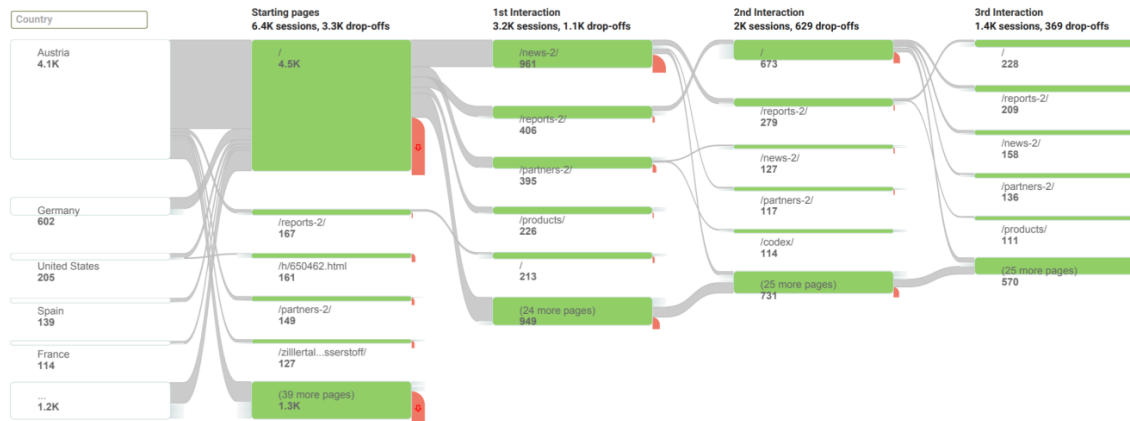 Country
Austria
4.1K
Germany
602
United States
205
Spain
139
France
114
...
1.2K
Starting pages
6.4K sessions, 3.3K drop-offs
/
4.5K
/reports-2/
167
/h/650462.html
161
/partners-2/
149
/zilllertal...sserstoff/
127
(39 more pages)
1.3K
1st Interaction
3.2K sessions, 1.1K drop-offs
/news-2/
961
/reports-2/
406
/partners-2/
395
/products/
226
/
213
(24 more pages)
949
2nd Interaction
2K sessions, 629 drop-offs
/
673
/reports-2/
279
/news-2/
127
/partners-2/
117
/codex/
114
(25 more pages)
731
3rd Interaction
1.4K sessions, 369 drop-offs
/
228
/reports-2/
209
/news-2/
158
/partners-2/
136
/products/
111
(25 more pages)
570